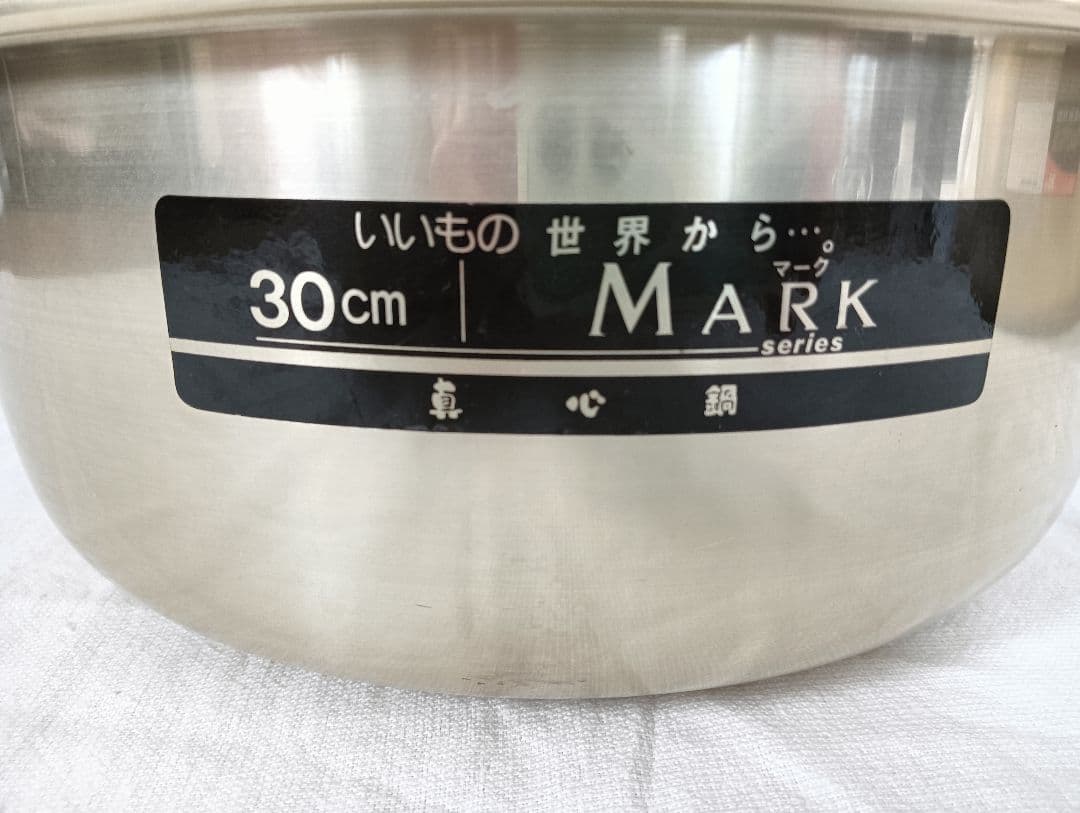 いいもの 世界から…。
30cm
マーク
MARK
series
真心鍋